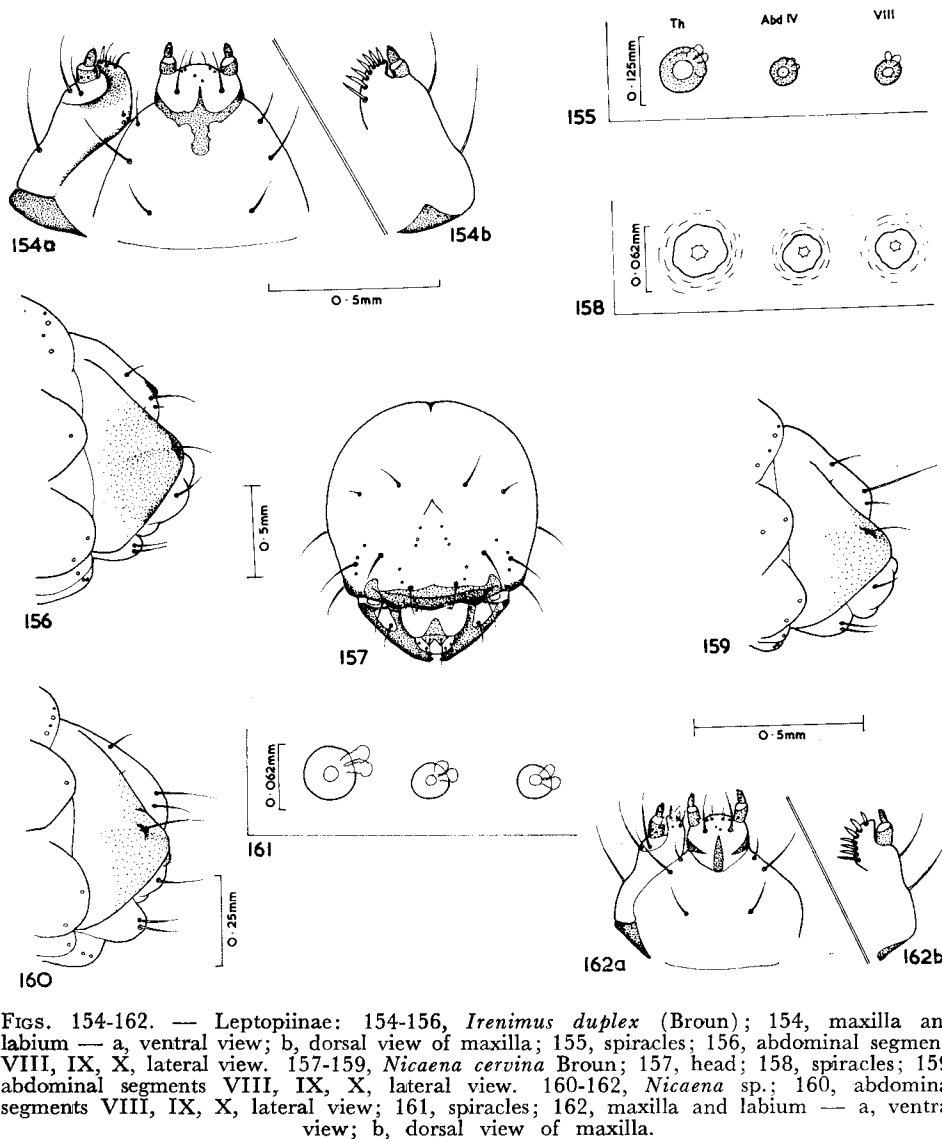 Th Abd IV VIII
0·125mm
155
154a 154b
0·5mm
0·062mm
158
156
0·5mm
157
159
0·062mm
161
0·5mm
160
0·25mm
162a 162b
FIGS. 154-162. — Leptopiinae: 154-156, Irenimus duplex (Broun); 154, maxilla an
labium — a, ventral view; b, dorsal view of maxilla; 155, spiracles; 156, abdominal segmen
VIII, IX, X, lateral view. 157-159, Nicaena cervina Broun; 157, head; 158, spiracles; 159
abdominal segments VIII, IX, X, lateral view. 160-162, Nicaena sp.; 160, abdomina
segments VIII, IX, X, lateral view; 161, spiracles; 162, maxilla and labium — a, ventra
view; b, dorsal view of maxilla.